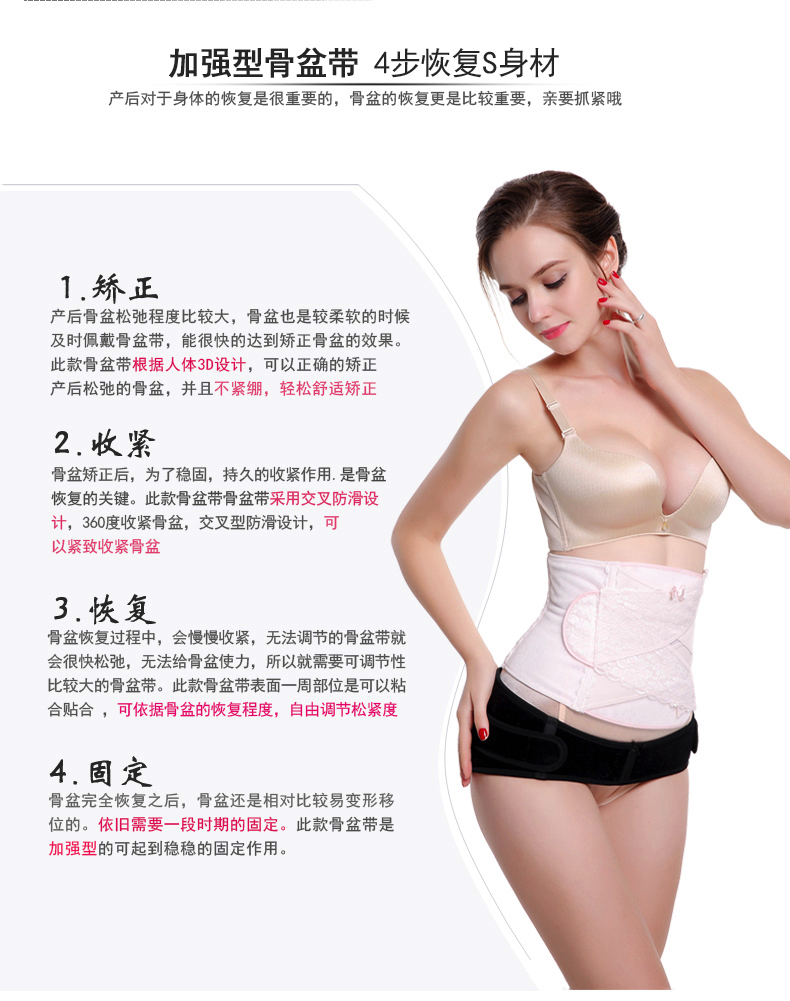 加强型骨盆带 4步恢复S身材
产后对于身体的恢复是很重要的，骨盆的恢复更是比较重要，亲要抓紧哦
1.矫正
产后骨盆松弛程度比较大，骨盆也是较柔软的时候
及时佩戴骨盆带，能很快的达到矫正骨盆的效果。
此款骨盆带根据人体3D设计，可以正确的矫正
产后松弛的骨盆，并且不紧绷，轻松舒适矫正
2.收紧
骨盆矫正后，为了稳固，持久的收紧作用.是骨盆
恢复的关键。此款骨盆带骨盆带采用交叉防滑设
计，360度收紧骨盆，交叉型防滑设计，可
以紧致收紧骨盆
3.恢复
骨盆恢复过程中，会慢慢收紧，无法调节的骨盆带就
会很快松弛，无法给骨盆使力，所以就需要可调节性
比较大的骨盆带。此款骨盆带表面一周部位是可以粘
合贴合 ，可依据骨盆的恢复程度，自由调节松紧度
4.固定
骨盆完全恢复之后，骨盆还是相对比较易变形移
位的。依旧需要一段时期的固定。此款骨盆带是
加强型的可起到稳稳的固定作用。